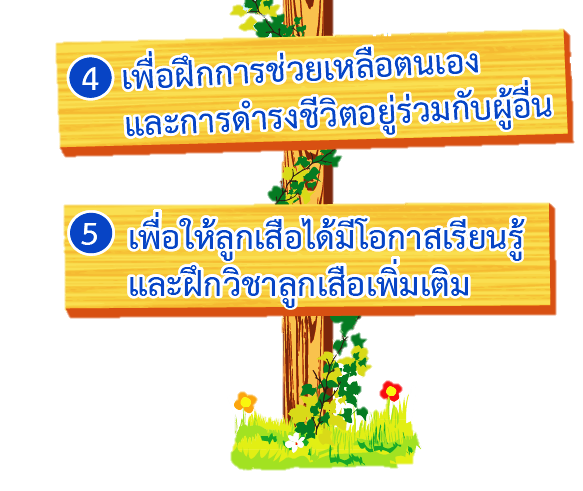 4 เพื่อฝึกการช่วยเหลือตนเอง
และการดำรงชีวิตอยู่ร่วมกับผู้อื่น
5 เพื่อให้ลูกเสือได้มีโอกาสเรียนรู้
และฝึกวิชาลูกเสือเพิ่มเติม